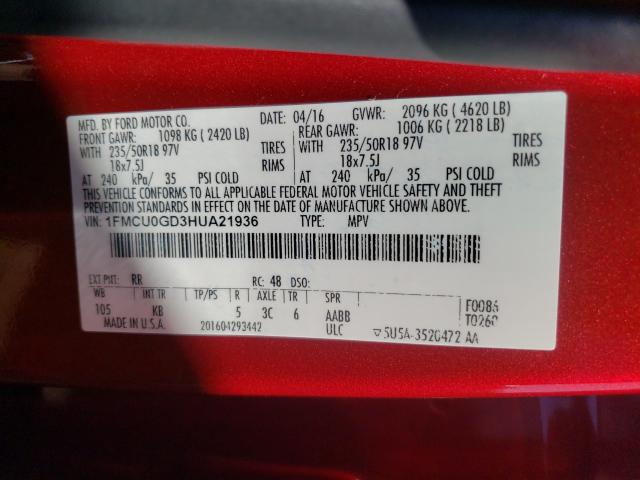 MFD. BY FORD MOTOR CO. 04/16 GVWR: 2096 KG ( 4620 LB)
FRONT GAWR: 1098 KG ( 2420 LB) REAR GAWR: 1006 KG ( 2218 LB)
WITH 235/50R18 97V TIRES WITH 235/50R18 97V TIRES
18x7.5J RIMS 18x7.5J RIMS
AT 240 kPa/ 35 PSI COLD AT 240 kPa/ 35 PSI COLD
THIS VEHICLE CONFORMS TO ALL APPLICABLE FEDERAL MOTOR VEHICLE SAFETY AND THEFT
PREVENTION STANDARDS IN EFFECT ON THE DATE OF MANUFACTURE SHOWN ABOVE.
VIN: 1FMCU0GD3HUA21936 TYPE: MPV
EXT PNT: RR RC: 48 DSO:
WB INT TR TP/PS R AXLE TR SPR
105 KB 5 3C 6 AABB
MADE IN U.S.A. 201604293442 ULC
F0086
T0260
▽5U5A-3520472 AA